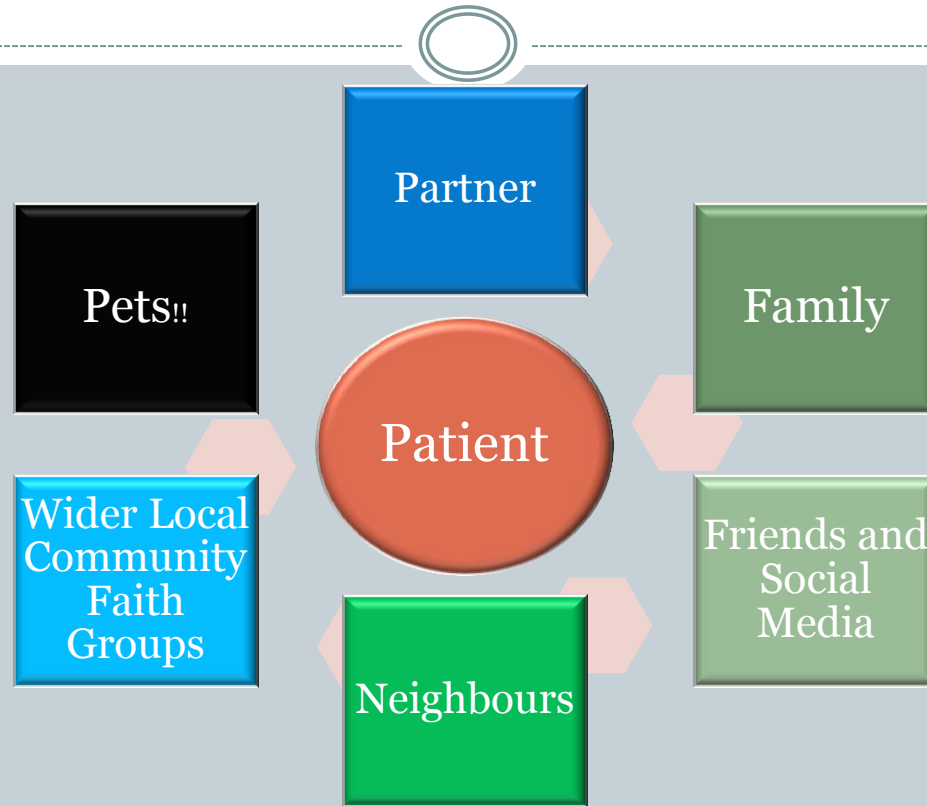 Partner
Pets!!
Family
Patient
Wider Local
Community
Faith
Groups
Friends and
Social
Media
Neighbours